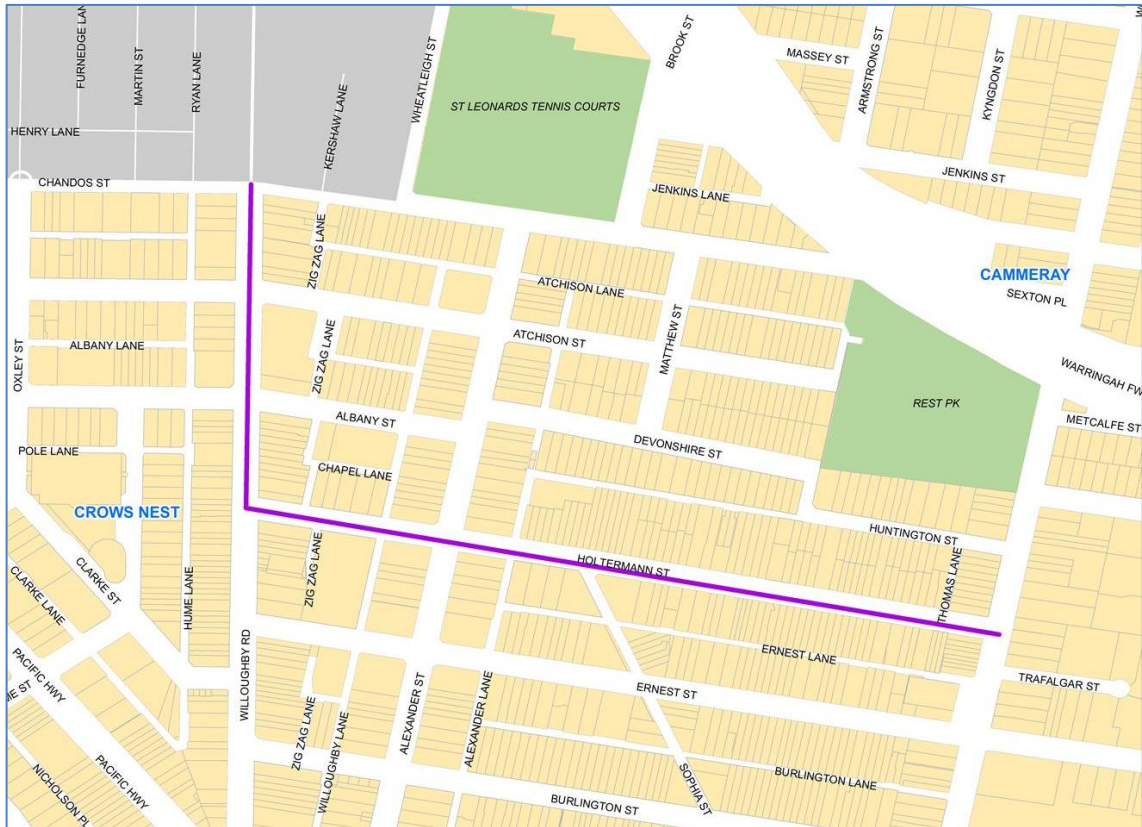 FURNEDGE LAN
MARTIN ST
RYAN LANE
WHEATLEIGH ST
BROOK ST
MASSEY ST
ARMSTRONG ST
KYNGDON ST
ST LEONARDS TENNIS COURTS
KERSHAW LANE
HENRY LANE
CHANDOS ST
JENKINS LANE
JENKINS ST
ZIG ZAG LANE
ATCHISON LANE
CAMMERAY
SEXTON PL
OXLEY ST
ALBANY LANE
ZIG ZAG LANE
ATCHISON ST
MATTHEW ST
WARRINGAH FW
REST PK
ALBANY ST
METCALFE ST
POLE LANE
DEVONSHIRE ST
CHAPEL LANE
CROWS NEST
HUNTINGTON ST
CLARKE ST
CLARKE LANE
HUME LANE
ZIG ZAG LANE
HOLTERMANN ST
THOMAS LANE
ERNEST LANE
PACIFIC HWY
WILLOUGHBY RD
ERNEST ST
TRAFALGAR ST
ME ST
ZIG ZAG LANE
WILLOUGHBY LANE
ALEXANDER ST
ALEXANDER LANE
SOPHIA ST
BURLINGTON LANE
PACIFIC HWY
NICHOLSON PL
BURLINGTON ST